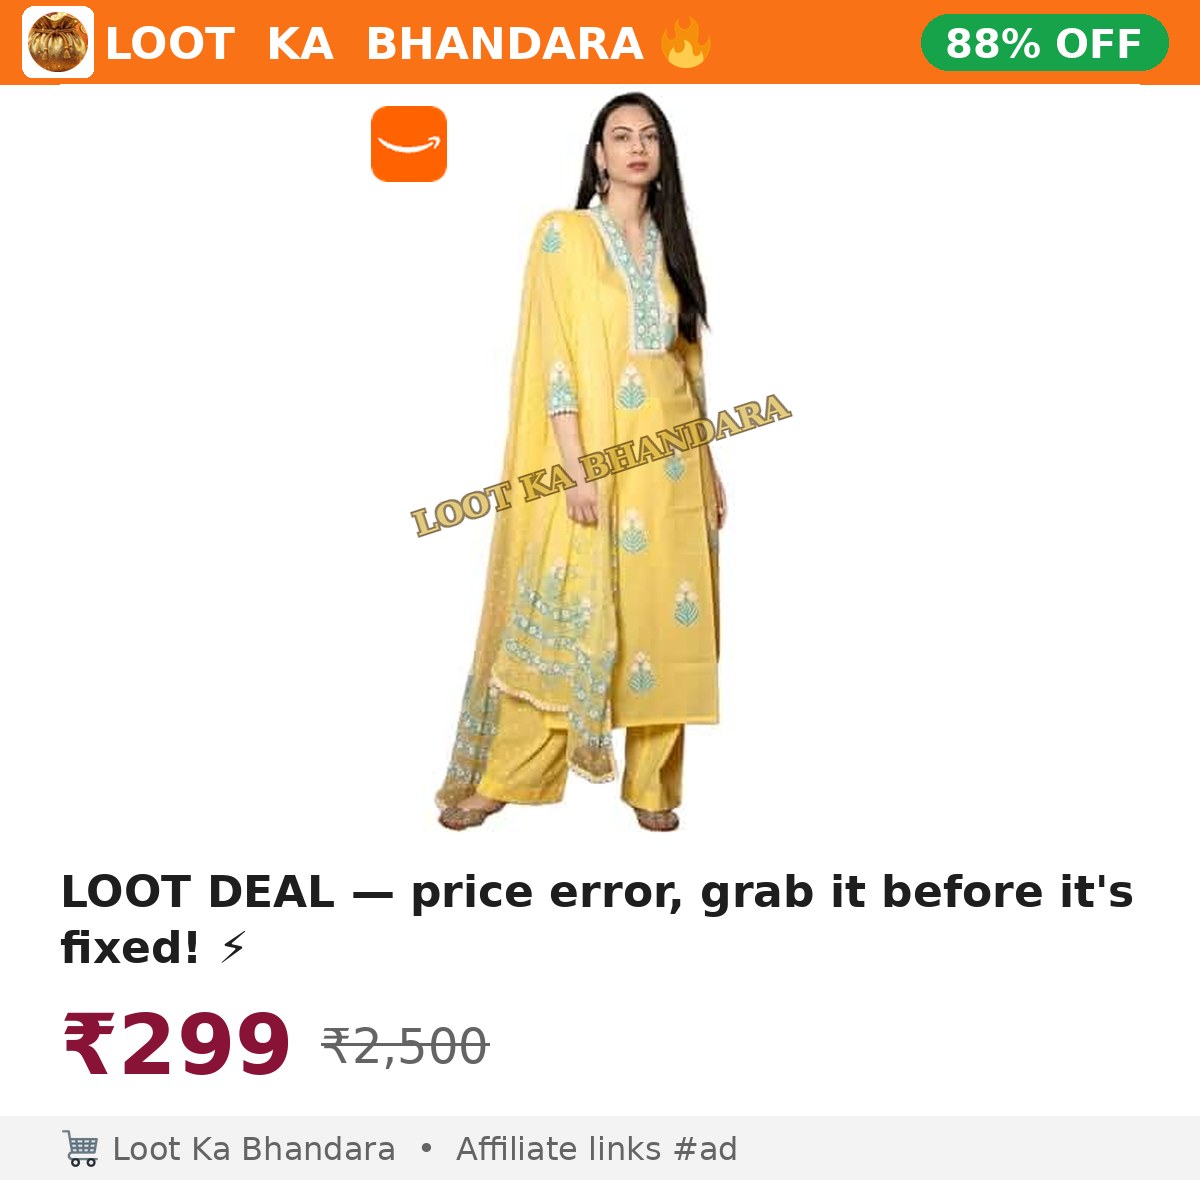 LOOT KA BHANDARA 🔥
88% OFF
LOOT KA BHANDARA
LOOT DEAL — price error, grab it before it's
fixed! ⚡
₹299 ₹2,500
🛒 Loot Ka Bhandara • Affiliate links #ad